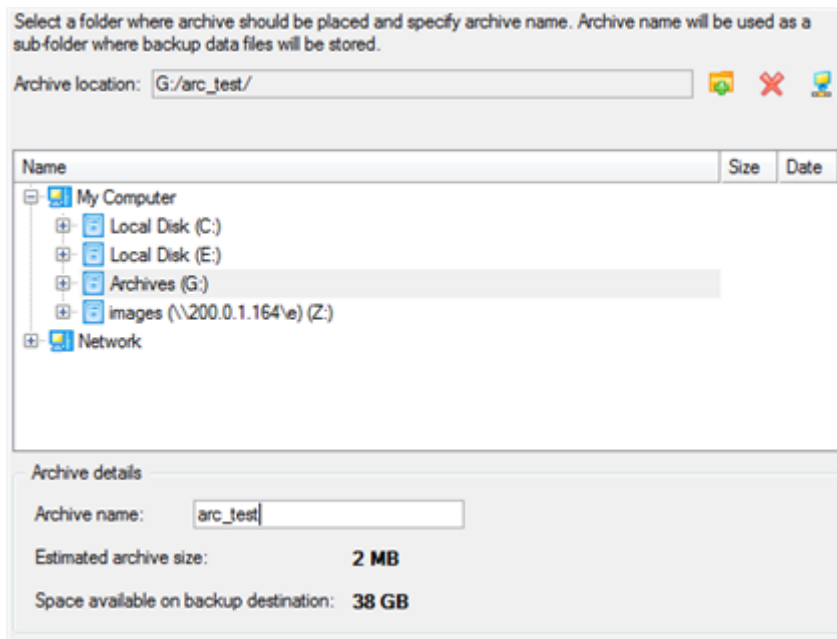 Select a folder where archive should be placed and specify archive name. Archive name will be used as a
sub-folder where backup data files will be stored.
Archive location: G:/arc_test/
Name Size Date
My Computer
Local Disk (C:)
Local Disk (E:)
Archives (G:)
images (\\200.0.1.164\e) (Z:)
Network
Archive details
Archive name: arc_test
Estimated archive size: 2 MB
Space available on backup destination: 38 GB